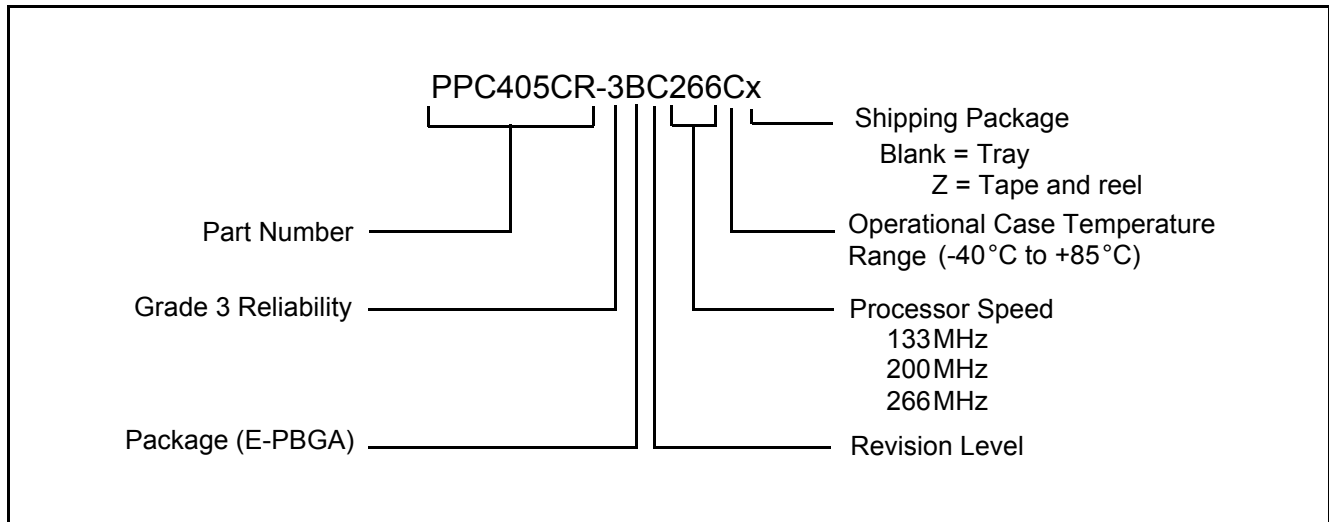 PPC405CR-3BC266Cx
Shipping Package
Blank = Tray
Z = Tape and reel
Part Number
Operational Case Temperature
Range (-40°C to +85°C)
Grade 3 Reliability
Processor Speed
133MHz
200MHz
266MHz
Package (E-PBGA)
Revision Level